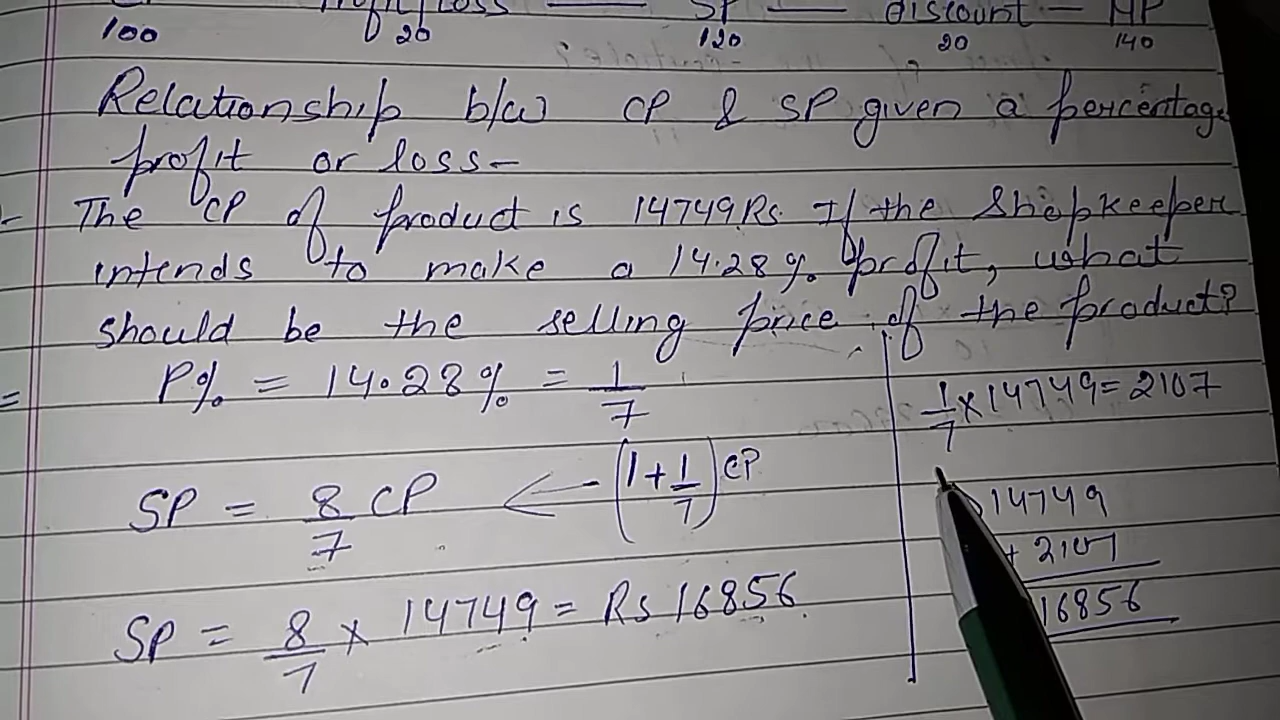 SP — discount — MP
100 20 120 20 140
Relationship b/w CP & SP given a percentage
profit or loss-
The CP of product is 14749Rs If the Shopkeeper
intends to make a 14.28% profit, what
should be the selling price of the product?
= P% = 14.28% = 1/7
1/7 × 14749 = 2107
SP = 8/7 CP ← (1+1/7) CP
14749
+ 2107
16856
SP = 8/7 × 14749 = Rs 16856